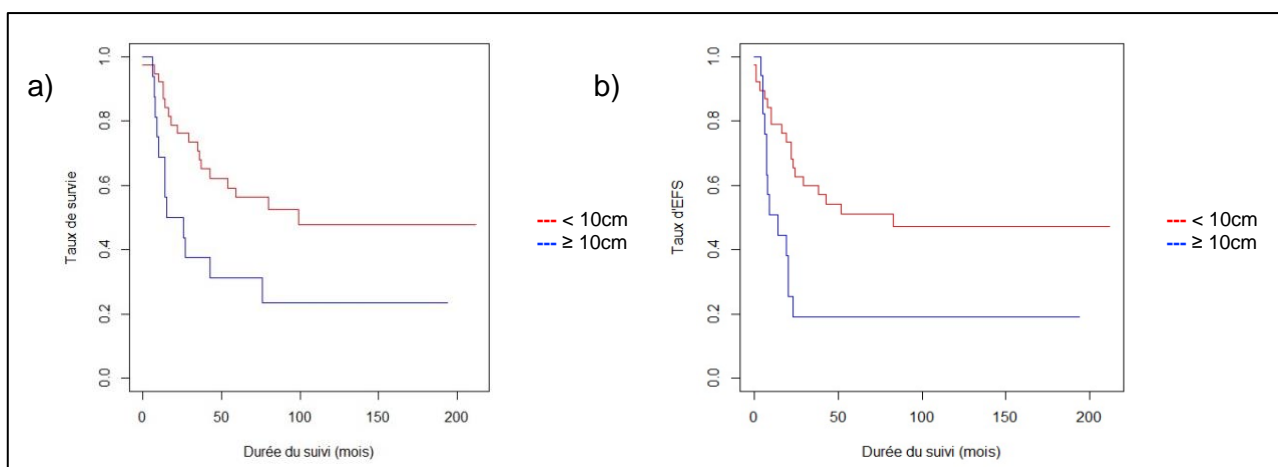 a)
Taux de survie
1.0
0.8
0.6
0.4
0.2
0.0
0
50
100
150
200
Durée du suivi (mois)
--- < 10cm
--- ≥ 10cm
b)
Taux d'EFS
1.0
0.8
0.6
0.4
0.2
0.0
0
50
100
150
200
Durée du suivi (mois)
--- < 10cm
--- ≥ 10cm